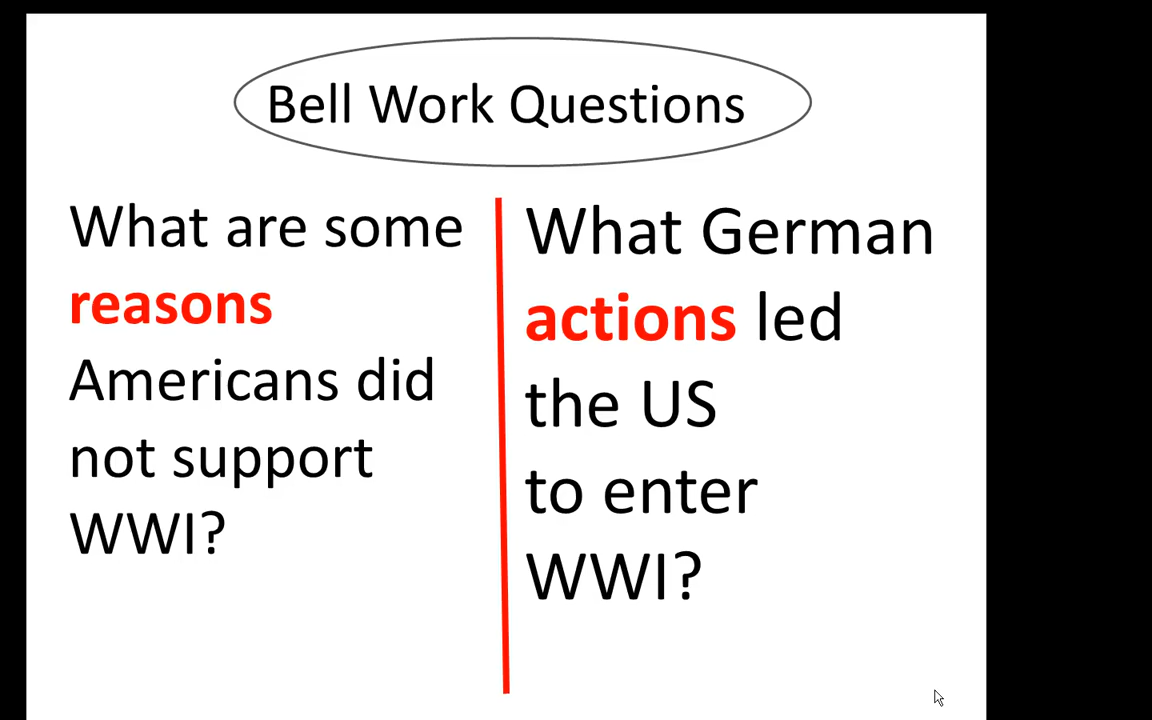 Bell Work Questions
What are some
reasons
Americans did
not support
WWI?
What German
actions led
the US
to enter
WWI?